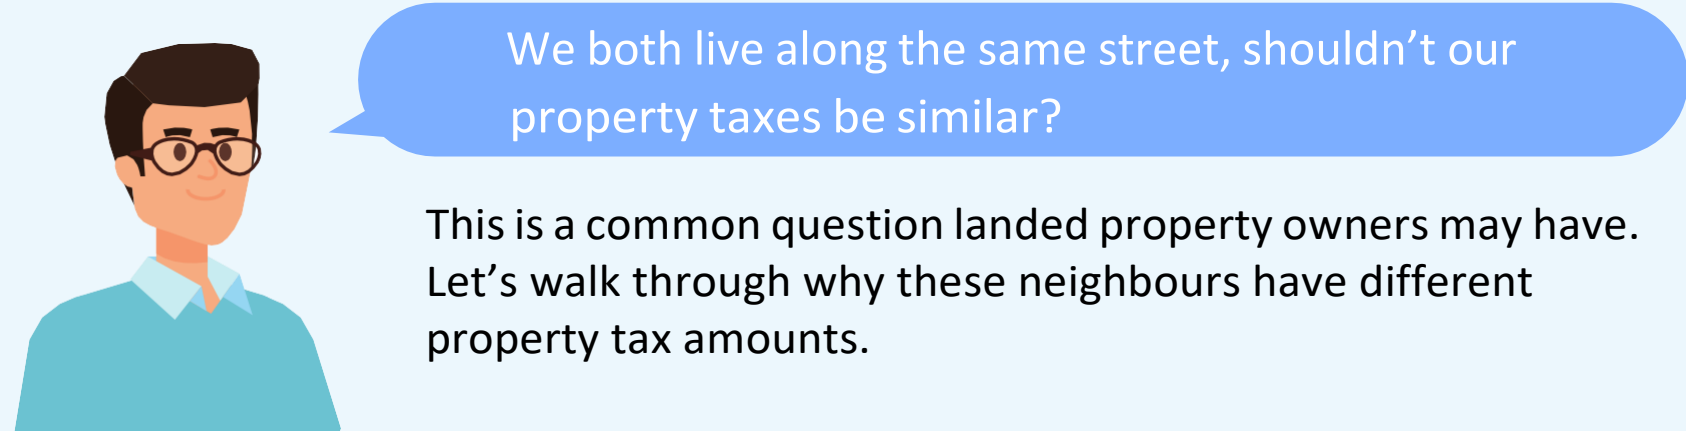 We both live along the same street, shouldn’t our
property taxes be similar?
This is a common question landed property owners may have.
Let’s walk through why these neighbours have different
property tax amounts.